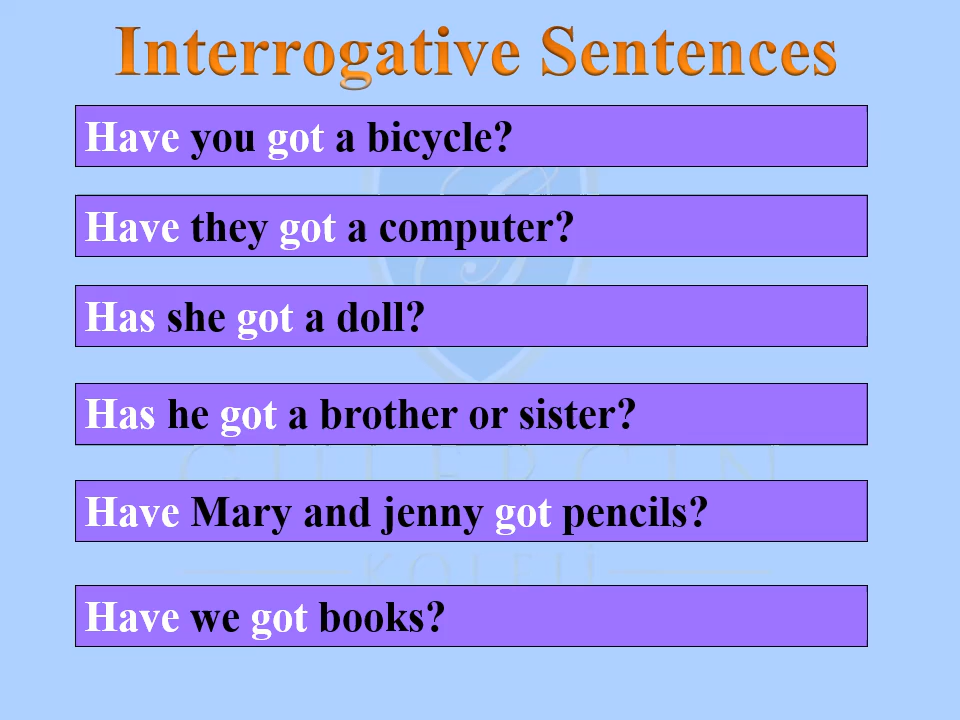 Interrogative Sentences
Have you got a bicycle?
Have they got a computer?
Has she got a doll?
Has he got a brother or sister?
Have Mary and jenny got pencils?
Have we got books?